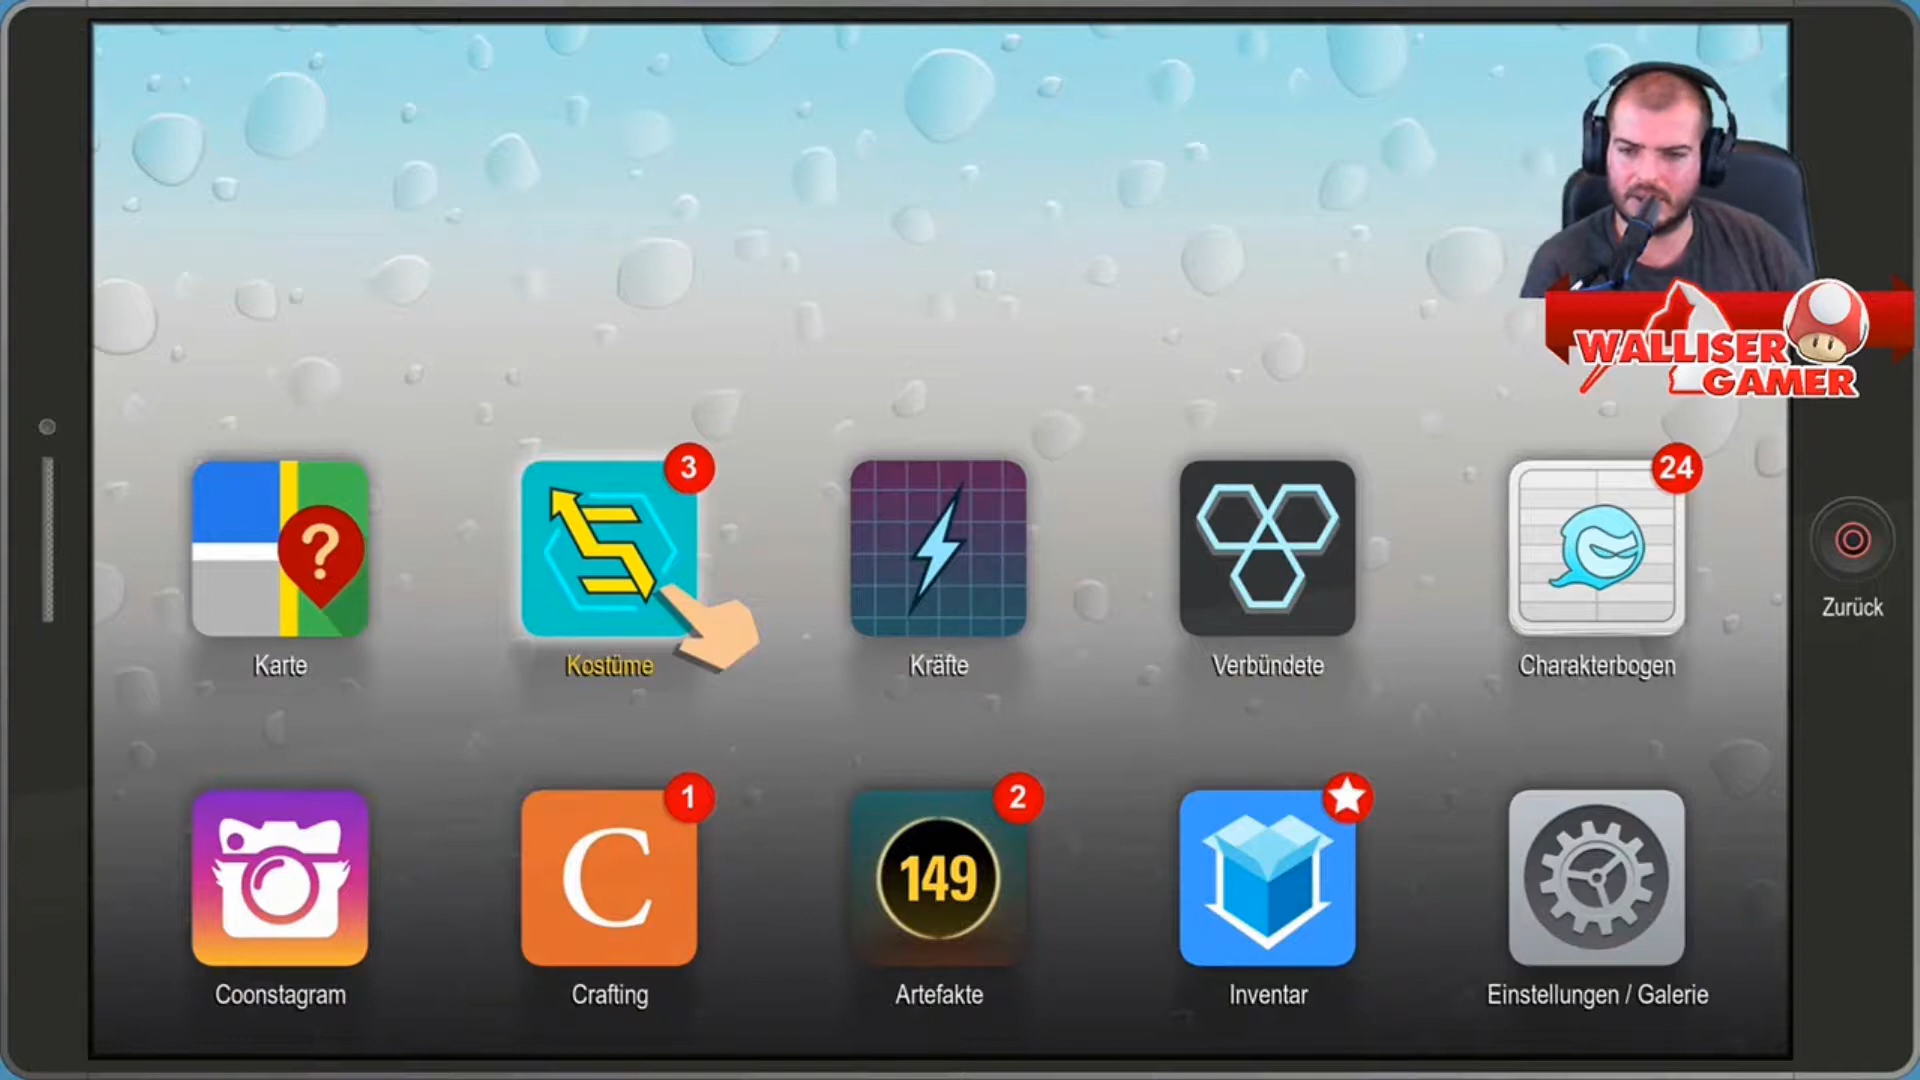 WALLISER
GAMER
3
24
?
Karte
Kostüme
Kräfte
Verbündete
Charakterbogen
Zurück
1
2
C
149
Coonstagram
Crafting
Artefakte
Inventar
Einstellungen / Galerie